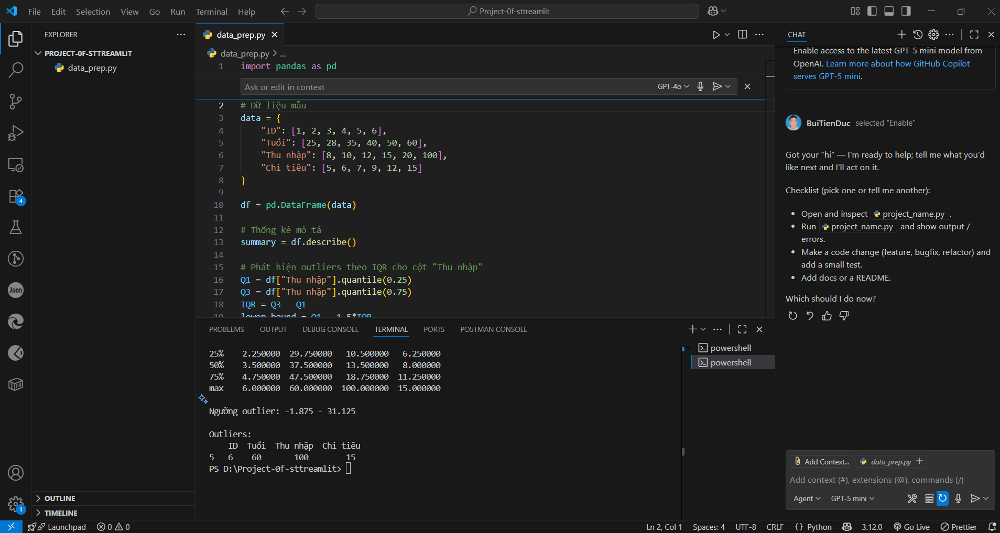 File Edit Selection View Go Run Terminal Help
Project-0f-sttreamlit
EXPLORER
PROJECT-0F-STTREAMLIT
data_prep.py
4
Json
1
OUTLINE
TIMELINE
data_prep.py
data_prep.py > ...
1 import pandas as pd
Ask or edit in context GPT-4o
2 # Dữ liệu mẫu
3 data = {
4 "ID": [1, 2, 3, 4, 5, 6],
5 "Tuổi": [25, 28, 35, 40, 50, 60],
6 "Thu nhập": [8, 10, 12, 15, 20, 100],
7 "Chi tiêu": [5, 6, 7, 9, 12, 15]
8 }
9
10 df = pd.DataFrame(data)
11
12 # Thống kê mô tả
13 summary = df.describe()
14
15 # Phát hiện outliers theo IQR cho cột "Thu nhập"
16 Q1 = df["Thu nhập"].quantile(0.25)
17 Q3 = df["Thu nhập"].quantile(0.75)
18 IQR = Q3 - Q1
19 lower_bound = Q1 - 1.5*IQR
PROBLEMS OUTPUT DEBUG CONSOLE TERMINAL PORTS POSTMAN CONSOLE
25% 2.250000 29.750000 10.500000 6.250000
50% 3.500000 37.500000 13.500000 8.000000
75% 4.750000 47.500000 18.750000 11.250000
max 6.000000 60.000000 100.000000 15.000000
Ngưỡng outlier: -1.875 - 31.125
Outliers:
ID Tuổi Thu nhập Chi tiêu
5 6 60 100 15
PS D:\Project-0f-sttreamlit>
powershell
powershell
CHAT
Enable access to the latest GPT-5 mini model from
OpenAI. Learn more about how GitHub Copilot
serves GPT-5 mini.
BuiTienDuc selected "Enable"
Got your "hi" — I'm ready to help; tell me what you'd
like next and I'll act on it.
Checklist (pick one or tell me another):
• Open and inspect project_name.py .
• Run project_name.py and show output /
errors.
• Make a code change (feature, bugfix, refactor) and
add a small test.
• Add docs or a README.
Which should I do now?
Add Context... data_prep.py
Add context (#), extensions (@), commands (/)
Agent GPT-5 mini
Launchpad 0 0
Ln 2, Col 1 Spaces: 4 UTF-8 CRLF {} Python 3.12.0 Go Live Prettier